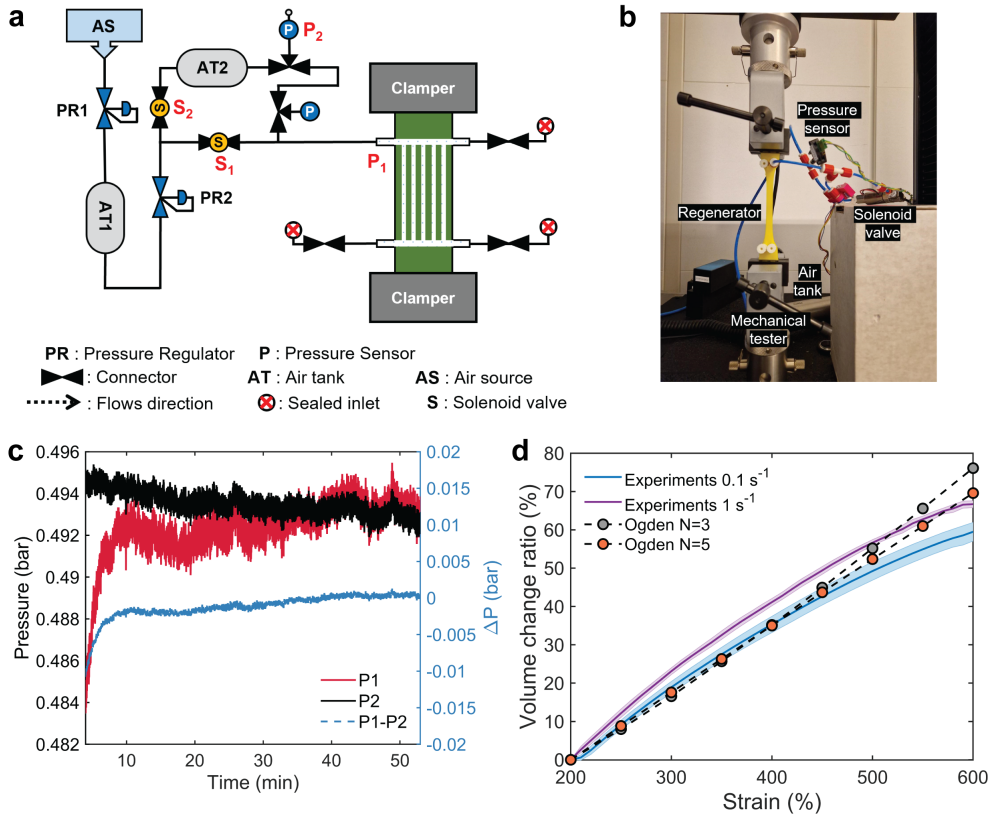 a
AS
AT2
P
P₂
PR1
S
S₂
P
S
S₁
P₁
Clamper
AT1
PR2
Clamper
PR : Pressure Regulator
P : Pressure Sensor
: Connector
AT : Air tank
AS : Air source
: Flows direction
: Sealed inlet
S : Solenoid valve
b
Pressure
sensor
Regenerator
Solenoid
valve
Air
tank
Mechanical
tester
c
0.496
0.494
0.492
0.49
0.488
0.486
0.484
0.482
Pressure (bar)
10
20
30
40
50
Time (min)
0.02
0.015
0.01
0.005
0
-0.005
-0.01
-0.015
-0.02
ΔP (bar)
P1
P2
P1-P2
d
80
70
60
50
40
30
20
10
0
Volume change ratio (%)
200
300
400
500
600
Strain (%)
Experiments 0.1 s⁻¹
Experiments 1 s⁻¹
Ogden N=3
Ogden N=5